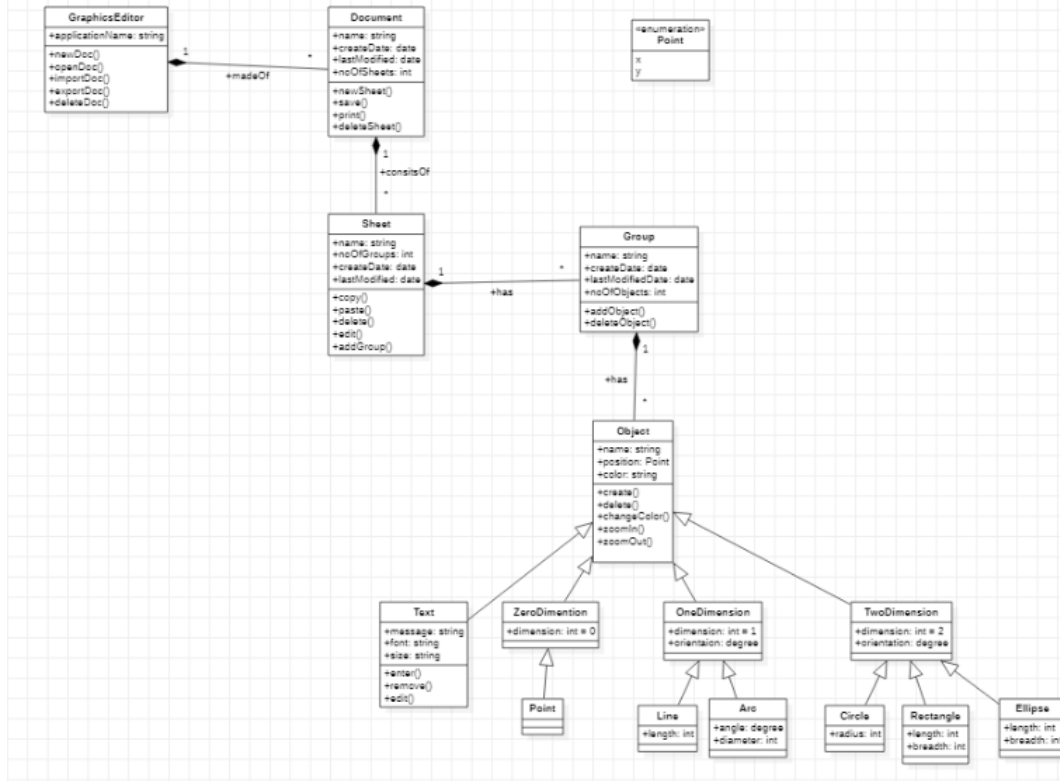 GraphicsEditor
+applicationName: string
+newDoc()
+openDoc()
+importDoc()
+exportDoc()
+deleteDoc()
1
*
+madeOf
Document
+name: string
+createDate: date
+lastModified: date
+noOfSheets: int
+newSheet()
+save()
+print()
+deleteSheet()
«enumeration»
Point
x
y
1
+consitsOf
*
Sheet
+name: string
+noOfGroups: int
+createDate: date
+lastModified: date
+copy()
+paste()
+delete()
+edit()
+addGroup()
1
*
+has
Group
+name: string
+createDate: date
+lastModifiedDate: date
+noOfObjects: int
+addObject()
+deleteObject()
1
+has
*
Object
+name: string
+position: Point
+color: string
+create()
+delete()
+changeColor()
+zoomIn()
+zoomOut()
Text
+message: string
+font: string
+size: string
+enter()
+remove()
+edit()
ZeroDimention
+dimension: int = 0
OneDimension
+dimension: int = 1
+orientaion: degree
TwoDimension
+dimension: int = 2
+orientation: degree
Point
Line
+length: int
Arc
+angle: degree
+diameter: int
Circle
+radius: int
Rectangle
+length: int
+breadth: int
Ellipse
+length: int
+breadth: in